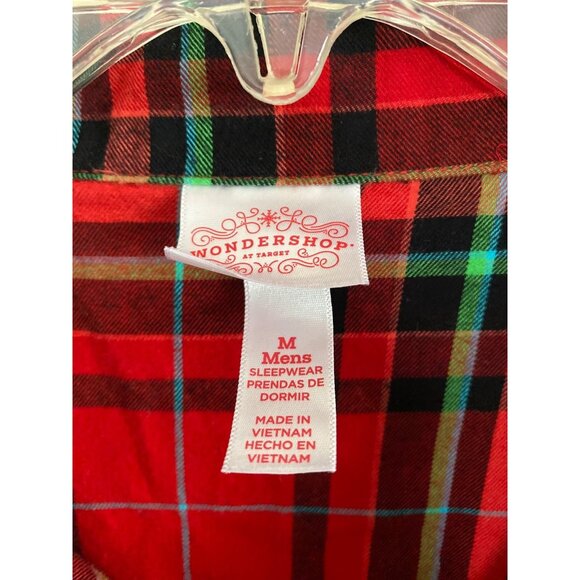 WONDERSHOP
AT TARGET
M
Mens
SLEEPWEAR
PRENDAS DE
DORMIR
MADE IN
VIETNAM
HECHO EN
VIETNAM